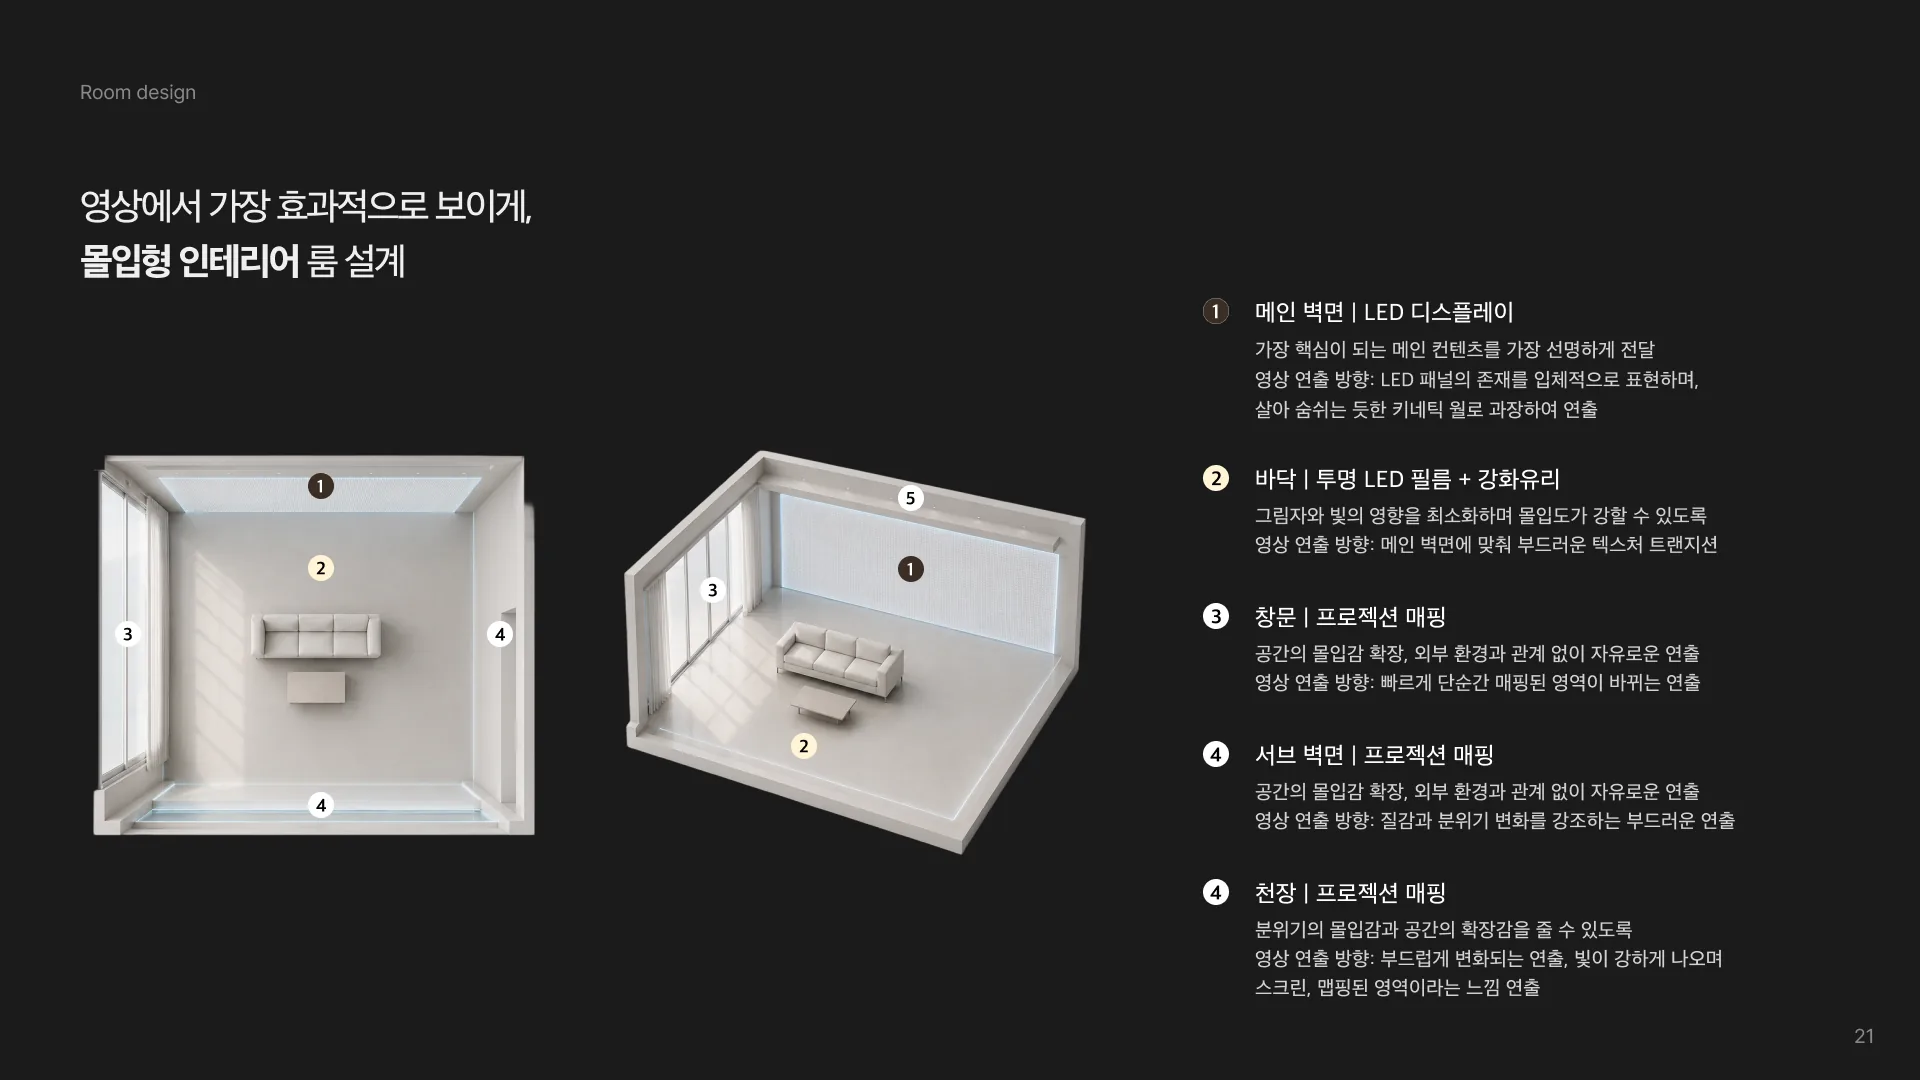 Room design
영상에서 가장 효과적으로 보이게,
몰입형 인테리어 룸 설계
1
2
3
4
4
5
1
3
2
1 메인 벽면 | LED 디스플레이
가장 핵심이 되는 메인 컨텐츠를 가장 선명하게 전달
영상 연출 방향: LED 패널의 존재를 입체적으로 표현하며,
살아 숨쉬는 듯한 키네틱 월로 과장하여 연출
2 바닥 | 투명 LED 필름 + 강화유리
그림자와 빛의 영향을 최소화하며 몰입도가 강할 수 있도록
영상 연출 방향: 메인 벽면에 맞춰 부드러운 텍스처 트랜지션
3 창문 | 프로젝션 매핑
공간의 몰입감 확장, 외부 환경과 관계 없이 자유로운 연출
영상 연출 방향: 빠르게 단순간 매핑된 영역이 바뀌는 연출
4 서브 벽면 | 프로젝션 매핑
공간의 몰입감 확장, 외부 환경과 관계 없이 자유로운 연출
영상 연출 방향: 질감과 분위기 변화를 강조하는 부드러운 연출
4 천장 | 프로젝션 매핑
분위기의 몰입감과 공간의 확장감을 줄 수 있도록
영상 연출 방향: 부드럽게 변화되는 연출, 빛이 강하게 나오며
스크린, 맵핑된 영역이라는 느낌 연출
21